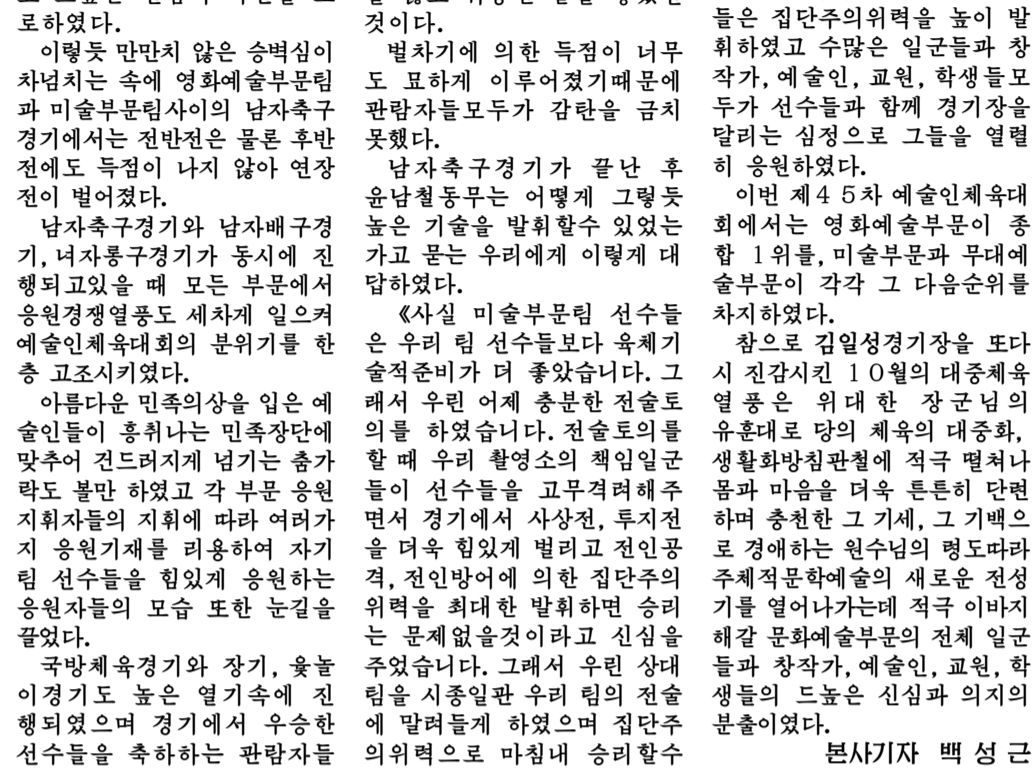 로하였다.
이렇듯 만만치 않은 승벽심이
차넘치는 속에 영화예술부문팀
과 미술부문팀사이의 남자축구
경기에서는 전반전은 물론 후반
전에도 득점이 나지 않아 연장
전이 벌어졌다.
남자축구경기와 남자배구경
기, 녀자롱구경기가 동시에 진
행되고있을 때 모든 부문에서
응원경쟁열풍도 세차게 일으켜
예술인체육대회의 분위기를 한
층 고조시키였다.
아름다운 민족의상을 입은 예
술인들이 흥취나는 민족장단에
맞추어 건드러지게 넘기는 춤가
락도 볼만 하였고 각 부문 응원
지휘자들의 지휘에 따라 여러가
지 응원기재를 리용하여 자기
팀 선수들을 힘있게 응원하는
응원자들의 모습 또한 눈길을
끌었다.
국방체육경기와 장기, 윷놀
이경기도 높은 열기속에 진
행되였으며 경기에서 우승한
선수들을 축하하는 관람자들
것이다.
벌차기에 의한 득점이 너무
도 묘하게 이루어졌기때문에
관람자들모두가 감탄을 금치
못했다.
남자축구경기가 끝난 후
윤남철동무는 어떻게 그렇듯
높은 기술을 발휘할수 있었는
가고 묻는 우리에게 이렇게 대
답하였다.
《사실 미술부문팀 선수들
은 우리 팀 선수들보다 육체기
술적준비가 더 좋았습니다. 그
래서 우린 어제 충분한 전술토
의를 하였습니다. 전술토의를
할 때 우리 촬영소의 책임일군
들이 선수들을 고무격려해주
면서 경기에서 사상전, 투지전
을 더욱 힘있게 벌리고 전인공
격, 전인방어에 의한 집단주의
위력을 최대한 발휘하면 승리
는 문제없을것이라고 신심을
주었습니다. 그래서 우린 상대
팀을 시종일관 우리 팀의 전술
에 말려들게 하였으며 집단주
의위력으로 마침내 승리할수
들은 집단주의위력을 높이 발
휘하였고 수많은 일군들과 창
작가, 예술인, 교원, 학생들모
두가 선수들과 함께 경기장을
달리는 심정으로 그들을 열렬
히 응원하였다.
이번 제45차 예술인체육대
회에서는 영화예술부문이 종
합 1위를, 미술부문과 무대예
술부문이 각각 그 다음순위를
차지하였다.
참으로 김일성경기장을 또다
시 진감시킨 10월의 대중체육
열풍은 위대한 장군님의
유훈대로 당의 체육의 대중화,
생활화방침관철에 적극 떨쳐나
몸과 마음을 더욱 튼튼히 단련
하며 충천한 그 기세, 그 기백으
로 경애하는 원수님의 령도따라
주체적문학예술의 새로운 전성
기를 열어나가는데 적극 이바지
해갈 문화예술부문의 전체 일군
들과 창작가, 예술인, 교원, 학
생들의 드높은 신심과 의지의
분출이였다.
본사기자 백성근